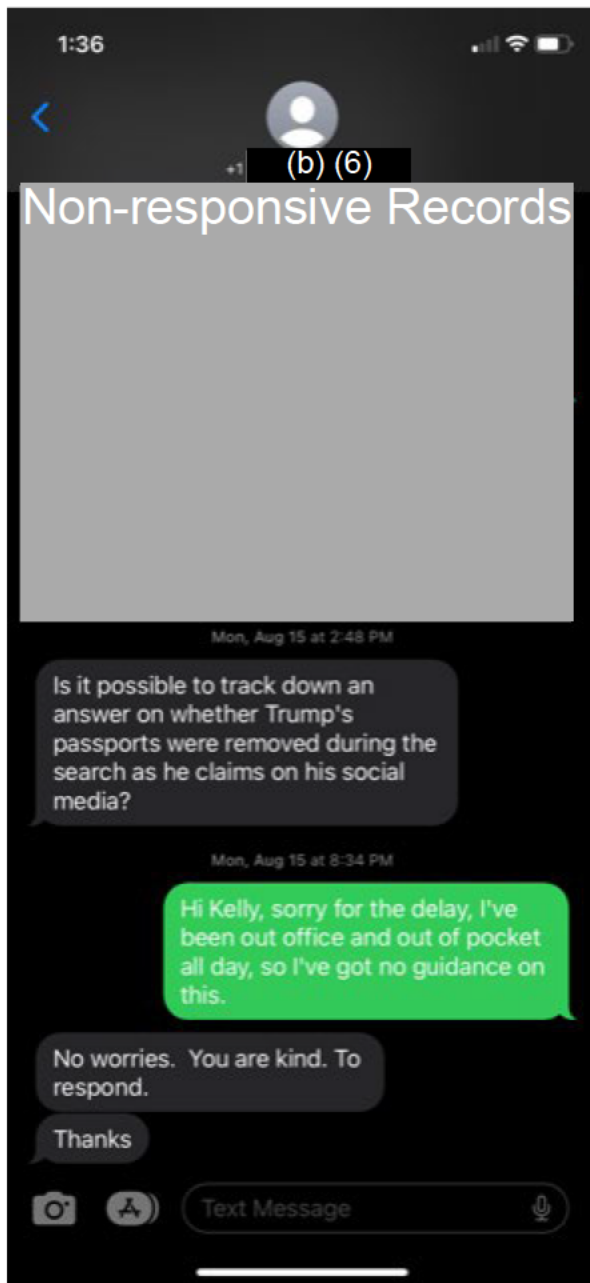 1:36
+1 (b) (6)
Non-responsive Records
Mon, Aug 15 at 2:48 PM
Is it possible to track down an
answer on whether Trump's
passports were removed during the
search as he claims on his social
media?
Mon, Aug 15 at 8:34 PM
Hi Kelly, sorry for the delay, I've
been out office and out of pocket
all day, so I've got no guidance on
this.
No worries.  You are kind. To
respond.
Thanks
Text Message